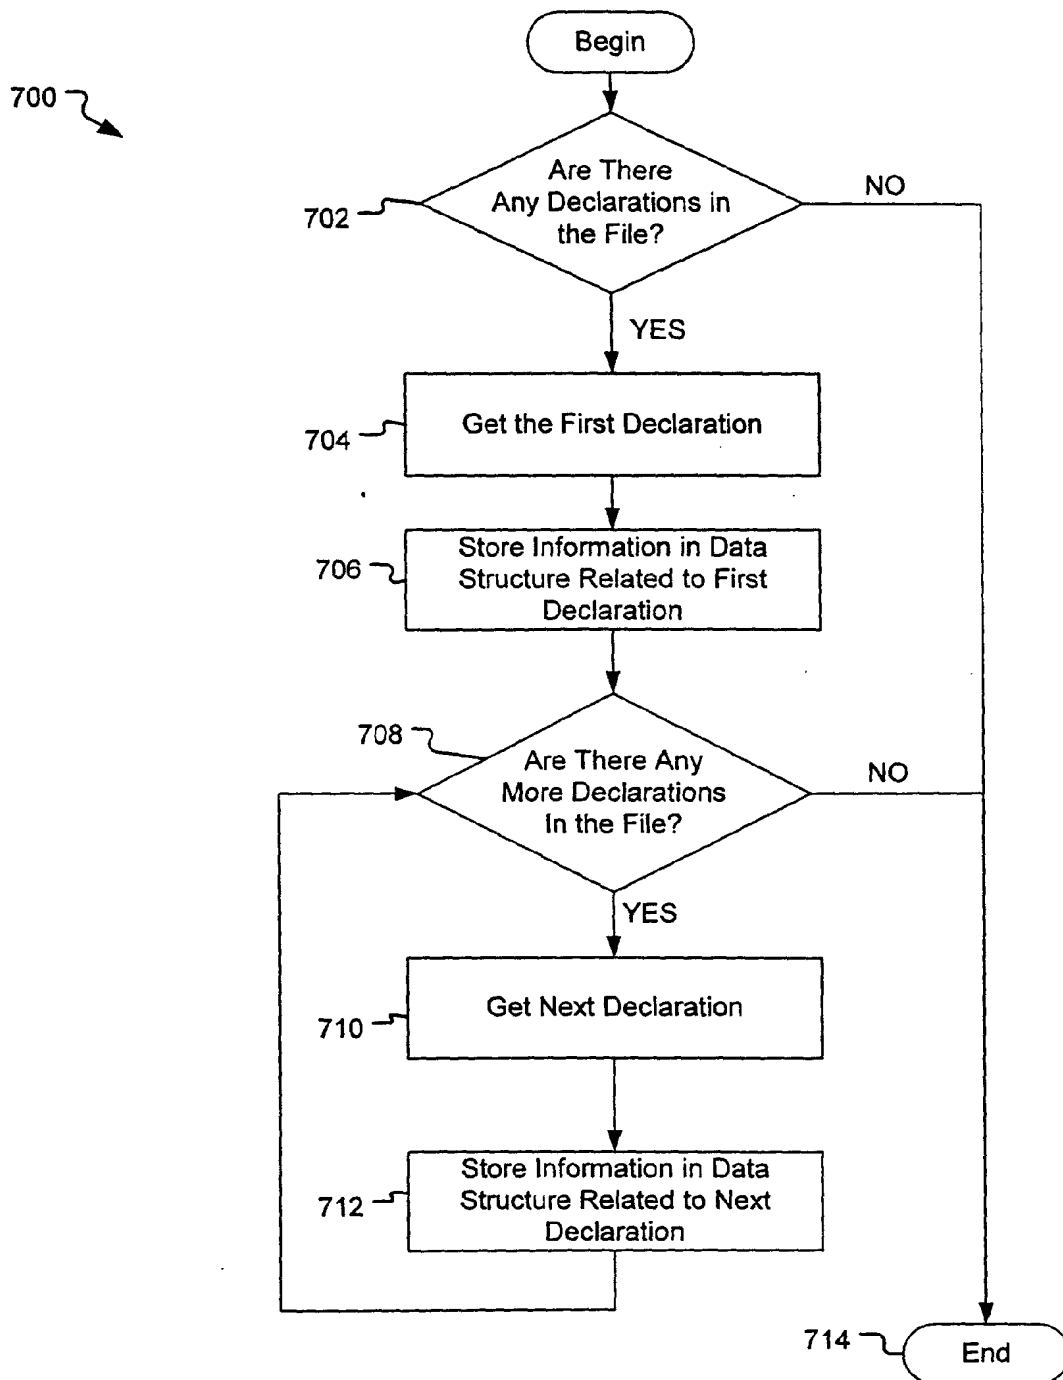 Begin
700
Are There
Any Declarations in
the File?
NO
702
YES
Get the First Declaration
704
Store Information in Data
Structure Related to First
Declaration
706
708
Are There Any
More Declarations
In the File?
NO
YES
Get Next Declaration
710
Store Information in Data
Structure Related to Next
Declaration
712
714
End